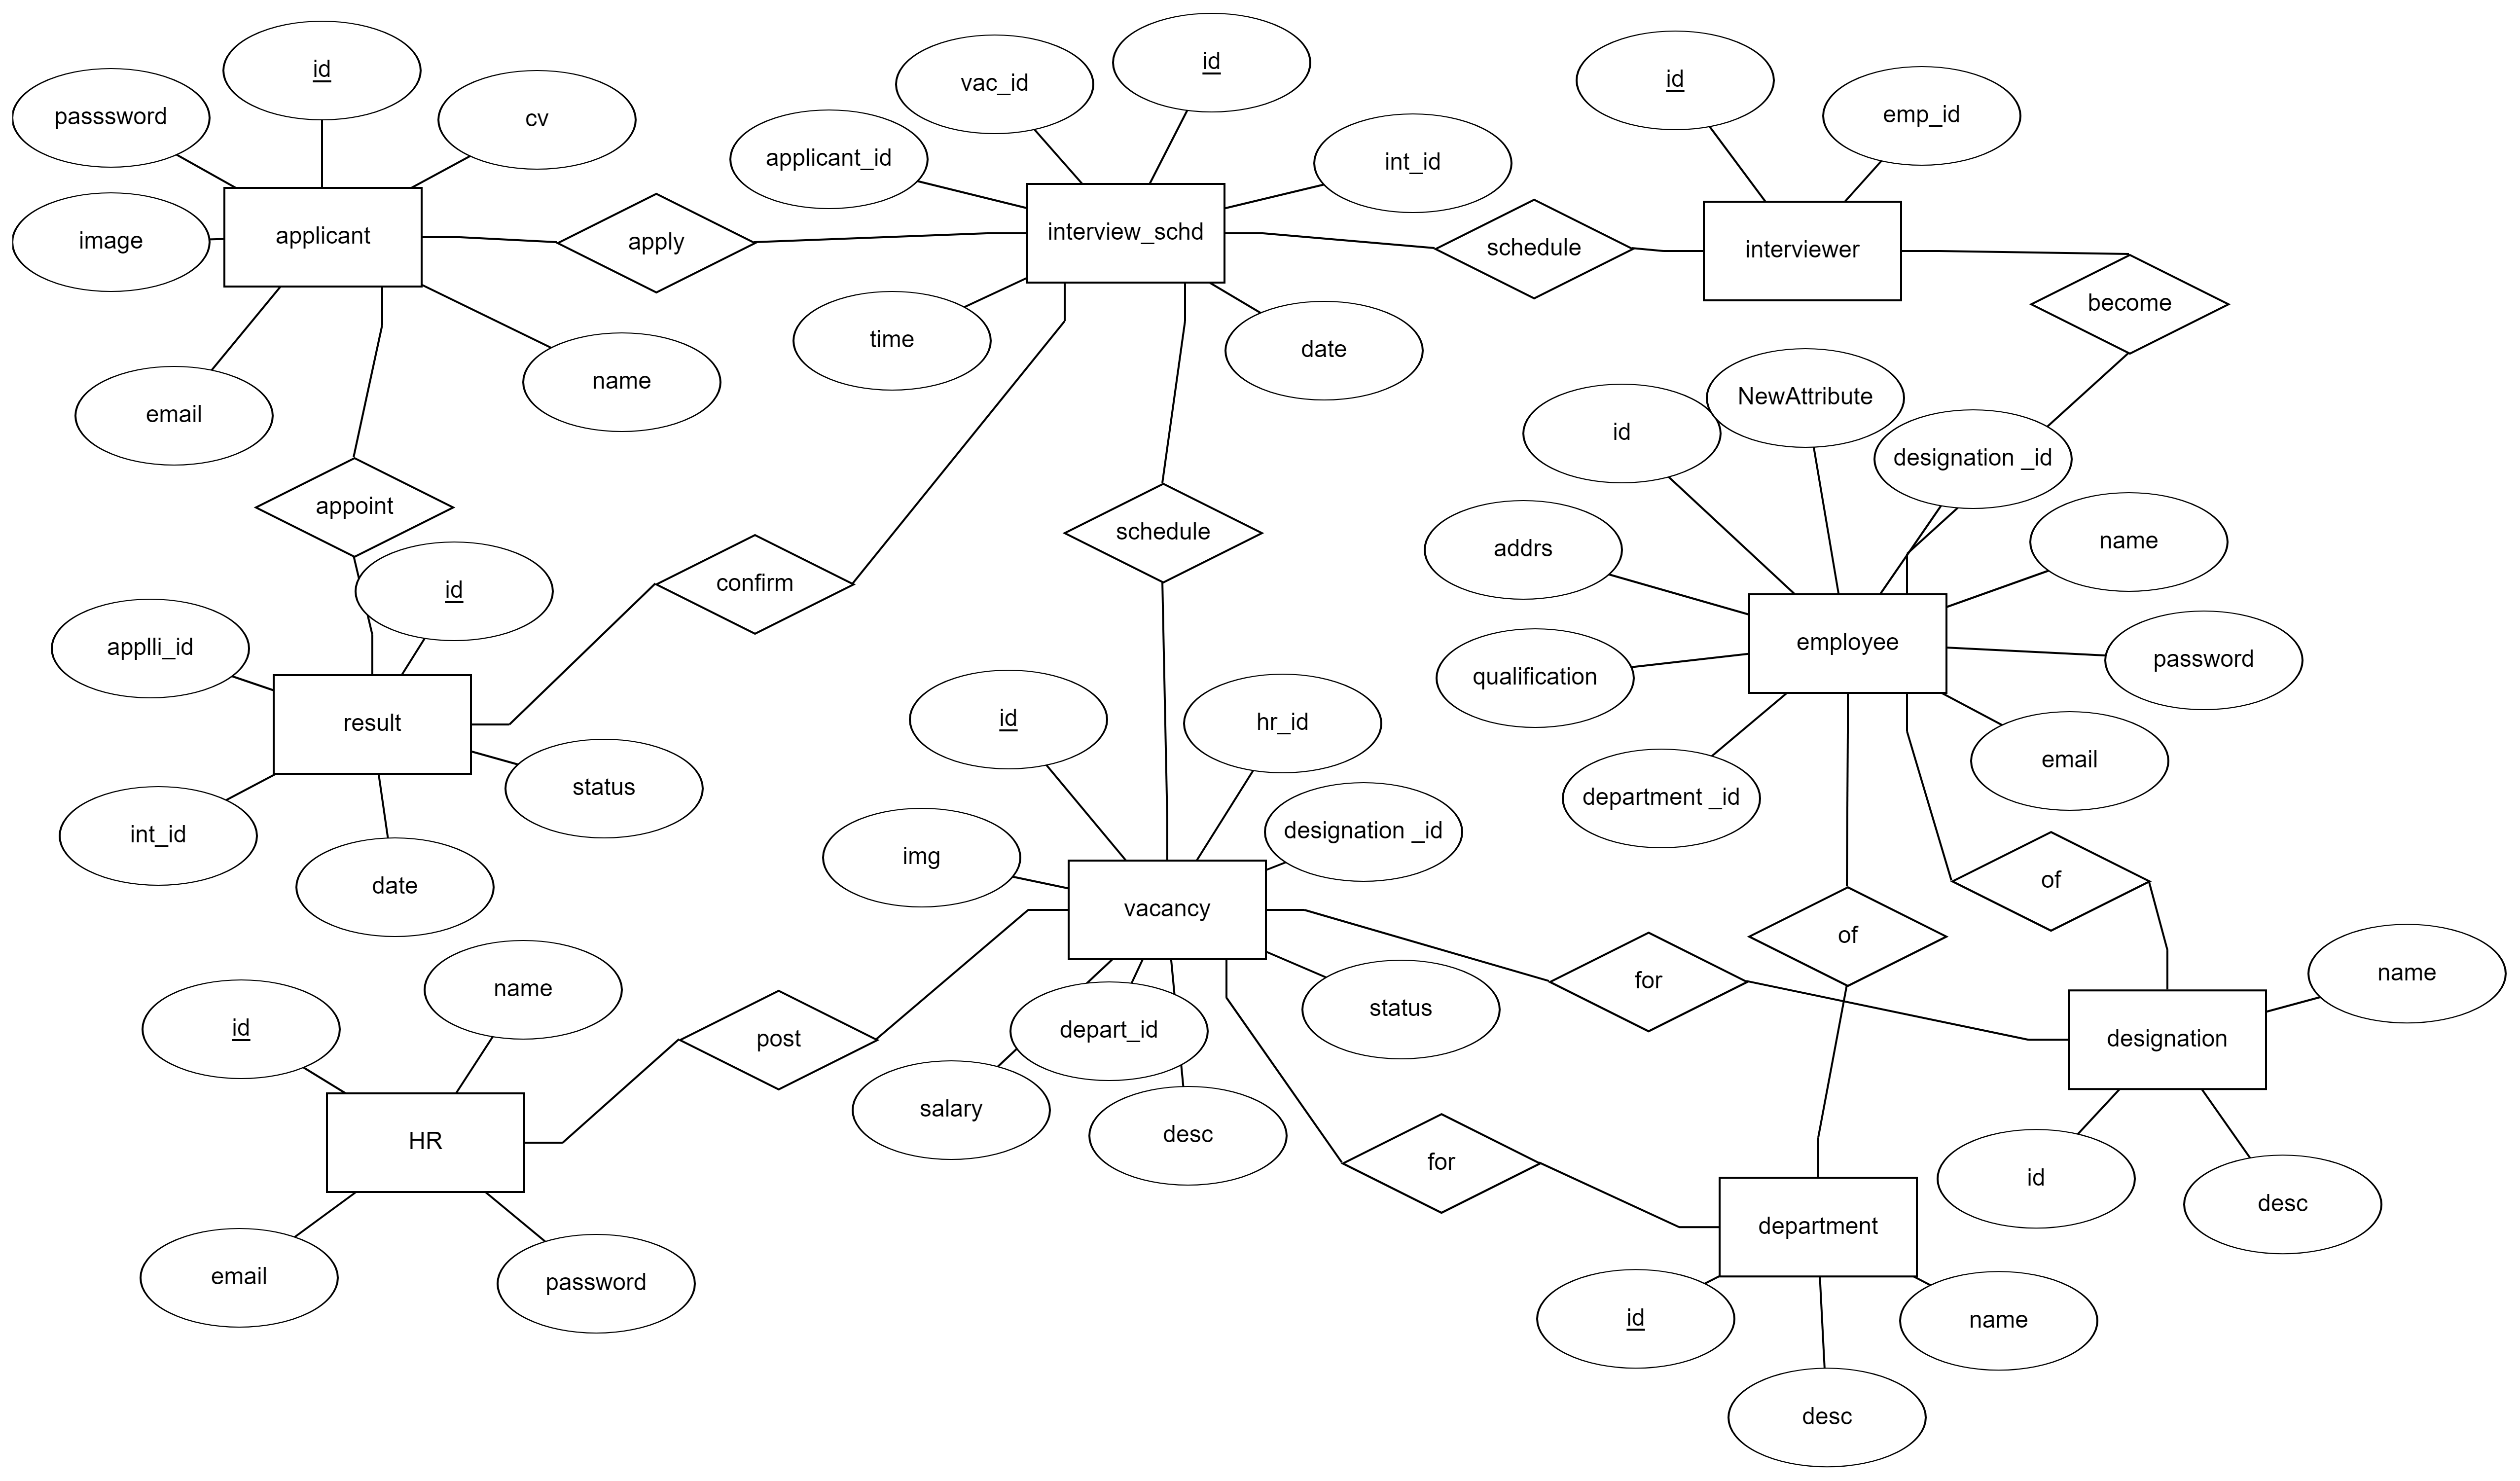 id
vac_id
id
id
passsword
cv
emp_id
applicant_id
int_id
image
applicant
apply
interview_schd
schedule
interviewer
become
time
date
name
email
NewAttribute
id
designation _id
appoint
confirm
schedule
addrs
name
id
applli_id
employee
password
qualification
result
id
hr_id
status
email
department _id
int_id
designation _id
img
date
vacancy
of
of
name
id
post
depart_id
status
for
designation
name
HR
salary
desc
for
id
desc
email
password
department
id
name
desc